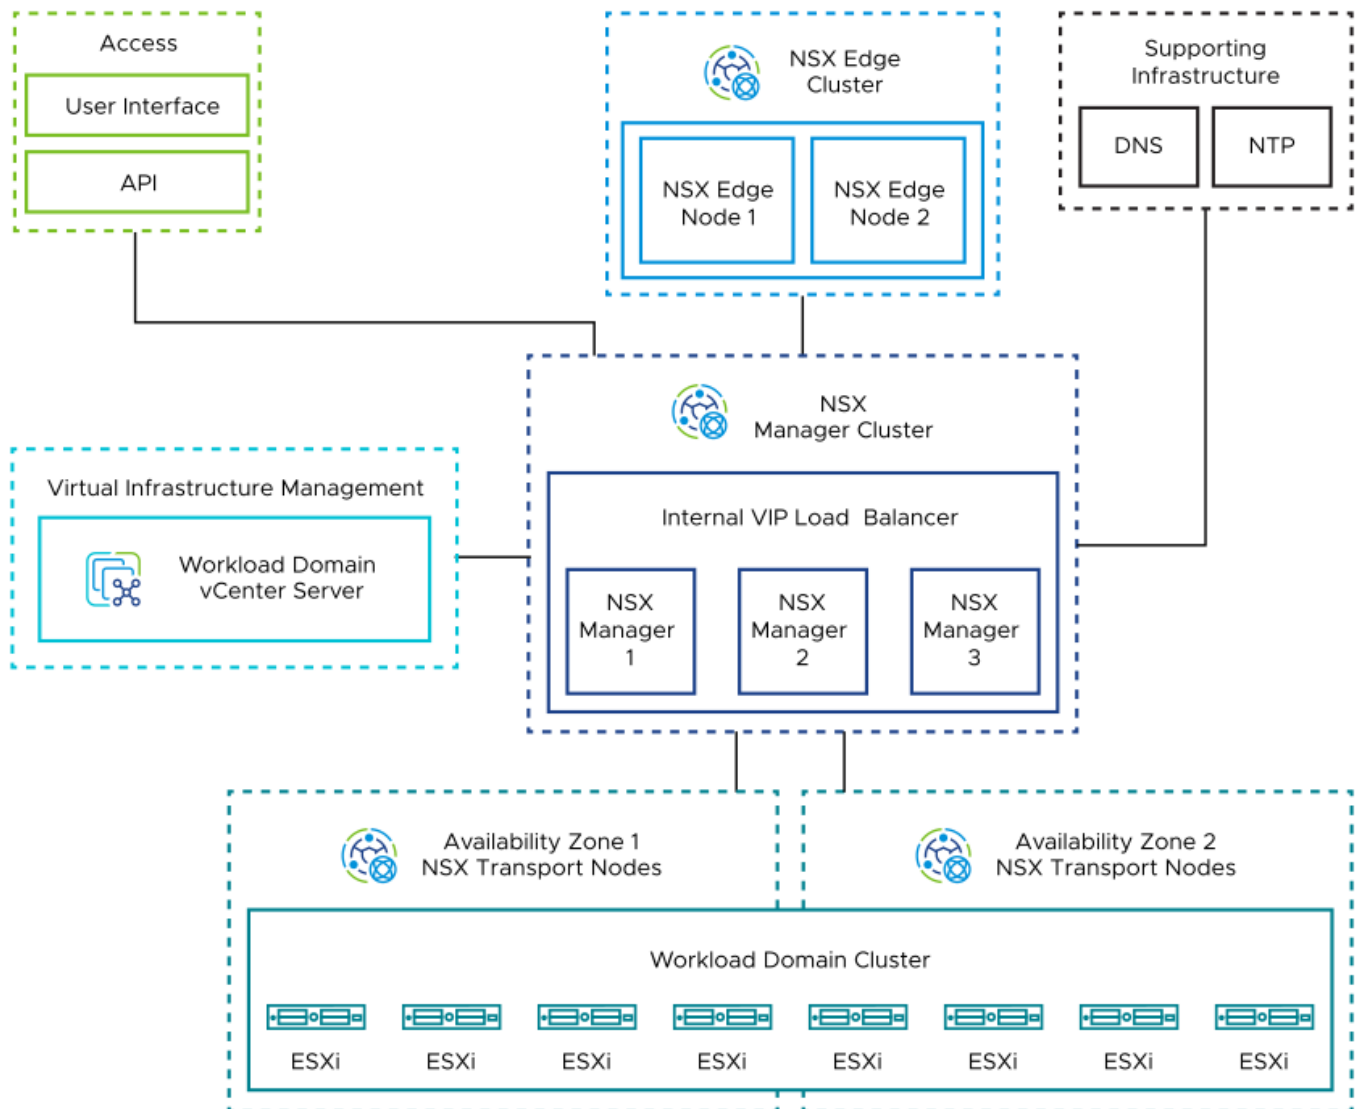 Access
User Interface
API
NSX Edge
Cluster
NSX Edge
Node 1
NSX Edge
Node 2
Supporting
Infrastructure
DNS
NTP
NSX
Manager Cluster
Internal VIP Load Balancer
NSX
Manager
1
NSX
Manager
2
NSX
Manager
3
Virtual Infrastructure Management
Workload Domain
vCenter Server
Availability Zone 1
NSX Transport Nodes
Availability Zone 2
NSX Transport Nodes
Workload Domain Cluster
ESXi
ESXi
ESXi
ESXi
ESXi
ESXi
ESXi
ESXi